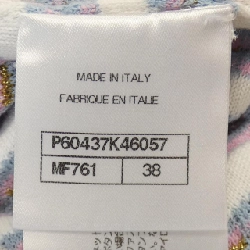 MADE IN ITALY
FABRIQUE EN ITALIE
P60437K46057
MF761 38